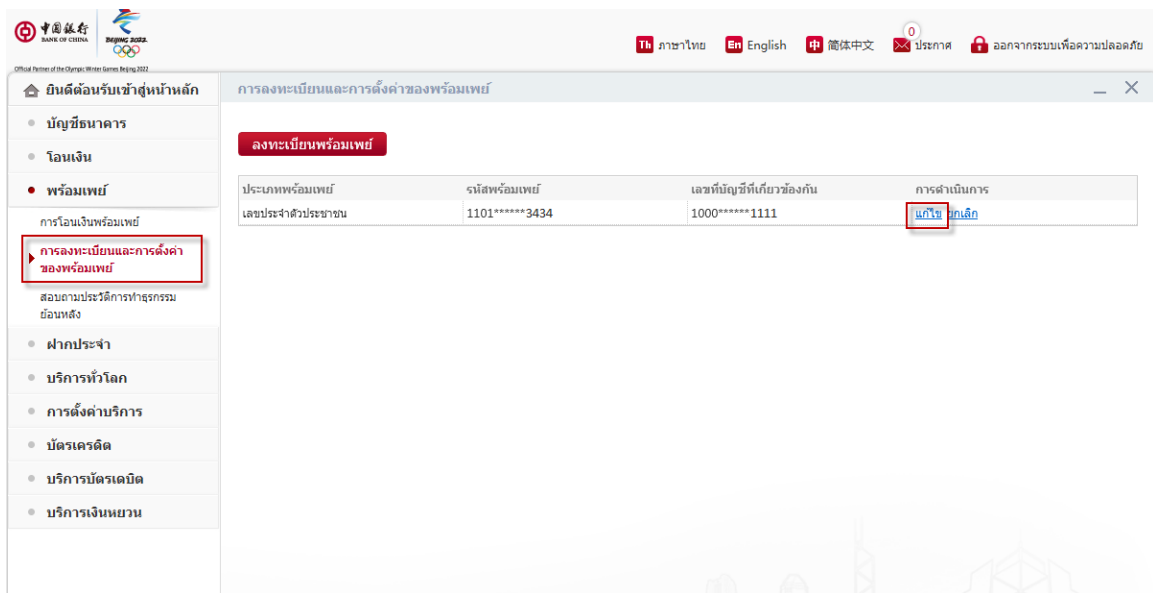 中国银行
BANK OF CHINA
BEIJING 2022
Official Partner of the Olympic Winter Games Beijing 2022
Th ภาษาไทย En English 中 简体中文 0 ประกาศ ออกจากระบบเพื่อความปลอดภัย
ยินดีต้อนรับเข้าสู่หน้าหลัก
บัญชีธนาคาร
โอนเงิน
พร้อมเพย์
การโอนเงินพร้อมเพย์
การลงทะเบียนและการตั้งค่า
ของพร้อมเพย์
สอบถามประวัติการทำธุรกรรม
ย้อนหลัง
ฝากประจำ
บริการทั่วโลก
การตั้งค่าบริการ
บัตรเครดิต
บริการบัตรเดบิต
บริการเงินหยวน
การลงทะเบียนและการตั้งค่าของพร้อมเพย์
ลงทะเบียนพร้อมเพย์
ประเภทพร้อมเพย์ รหัสพร้อมเพย์ เลขที่บัญชีที่เกี่ยวข้องกัน การดำเนินการ
เลขประจำตัวประชาชน 1101******3434 1000******1111 แก้ไข ยกเลิก